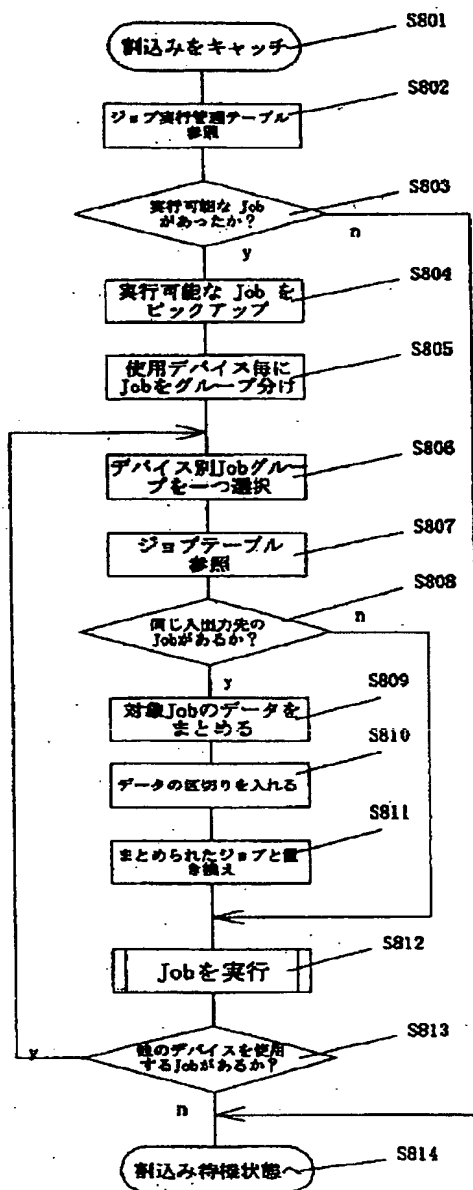 S801
割込みをキャッチ
S802
ジョブ実行管理テーブル
参照
S803
実行可能な Job
があったか?
n
y
S804
実行可能な Job を
ピックアップ
S805
使用デバイス毎に
Jobをグループ分け
S806
デバイス別Jobグルー
プを一つ選択
S807
ジョブテーブル
参照
S808
同じ入出力先の
Jobがあるか?
n
y
S809
対象Jobのデータを
まとめる
S810
データの区切りを入れる
S811
まとめられたジョブと置
き換え
S812
Jobを実行
S813
他のデバイスを使用
するJobがあるか?
y
n
S814
割込み待機状態へ